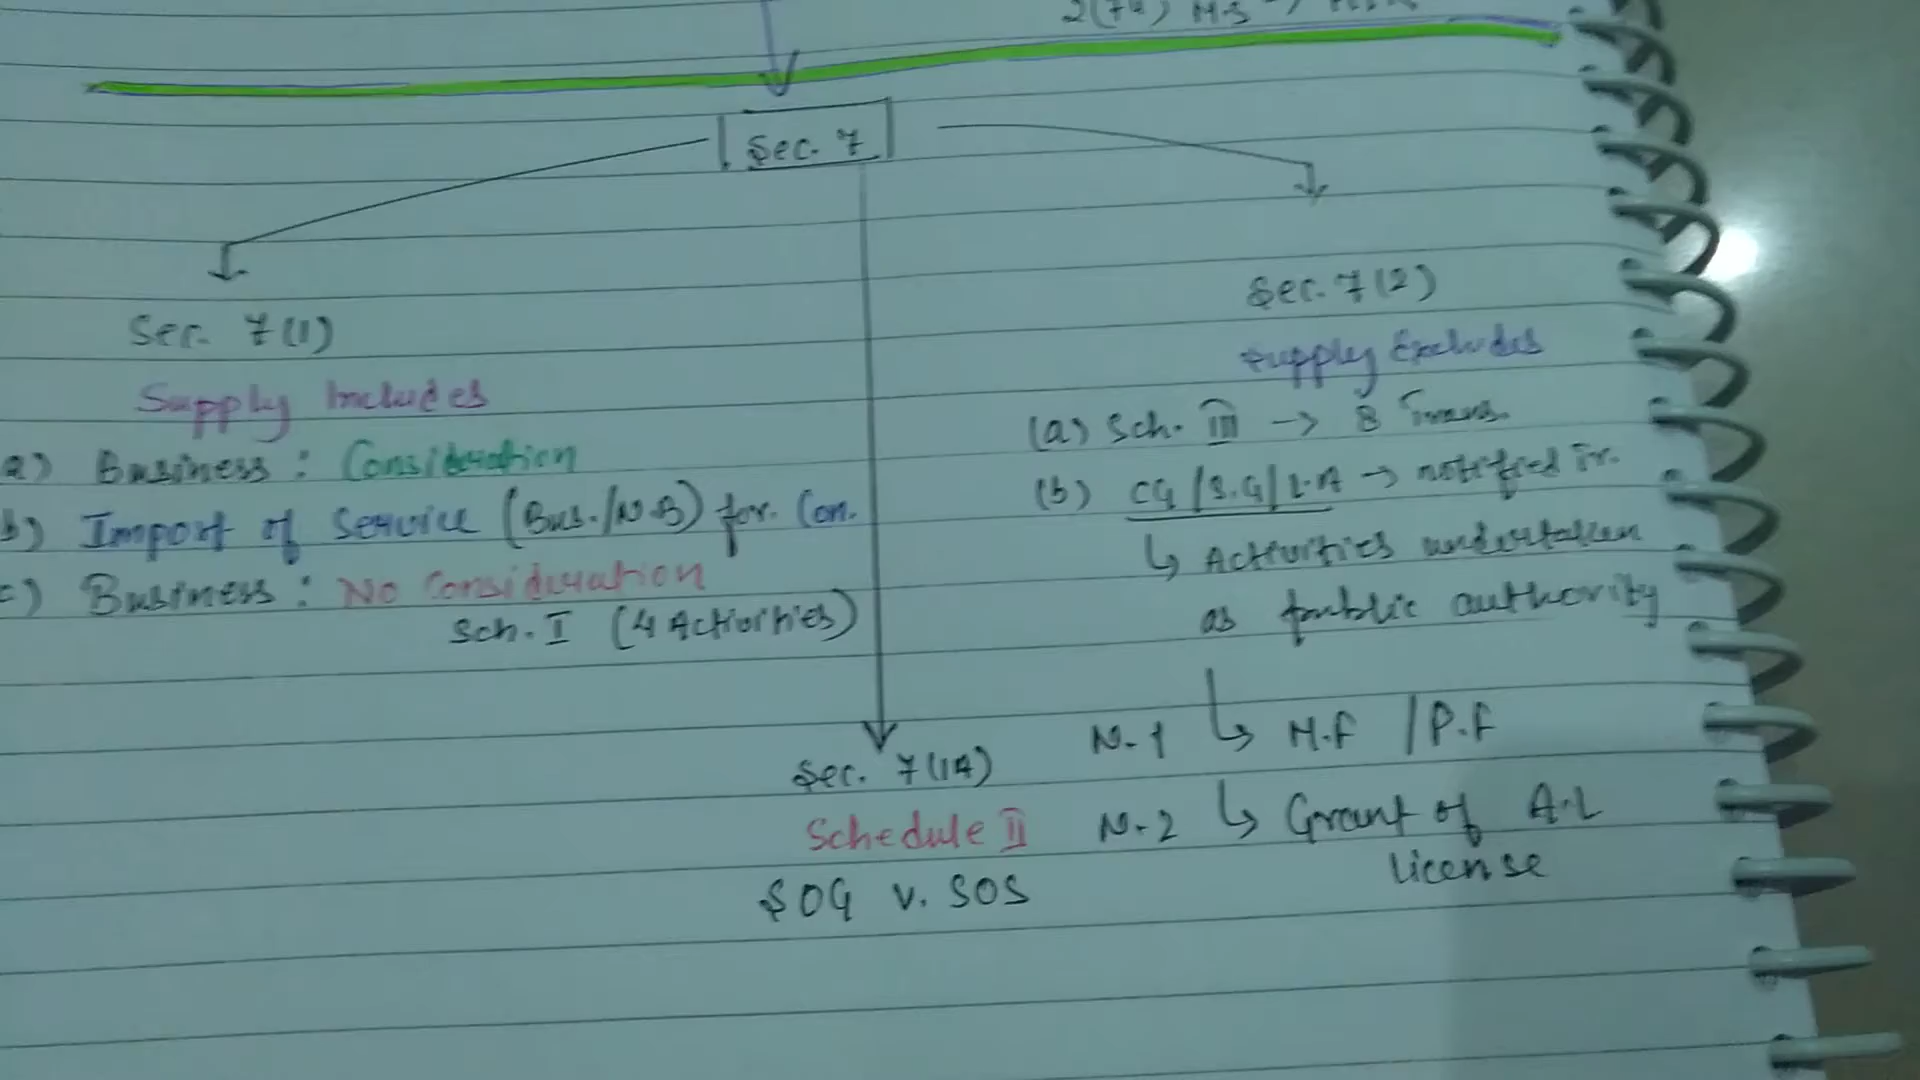 2(74) M.S
Sec. 7
Sec. 7(1)
Supply Includes
a) Business : Consideration
b) Import of Service (Bus./N.B) for Con.
c) Business : No Consideration
Sch. I (4 Activities)
Sec. 7(1A)
Schedule II
SOG v. SOS
Sec. 7(2)
Supply Excludes
(a) Sch. III → 8 Trans.
(b) CG/S.G/L.A → notified
↳ Activities undertaken
as public authority
N.1 ↳ M.F /P.F
N.2 ↳ Grant of A.L
license